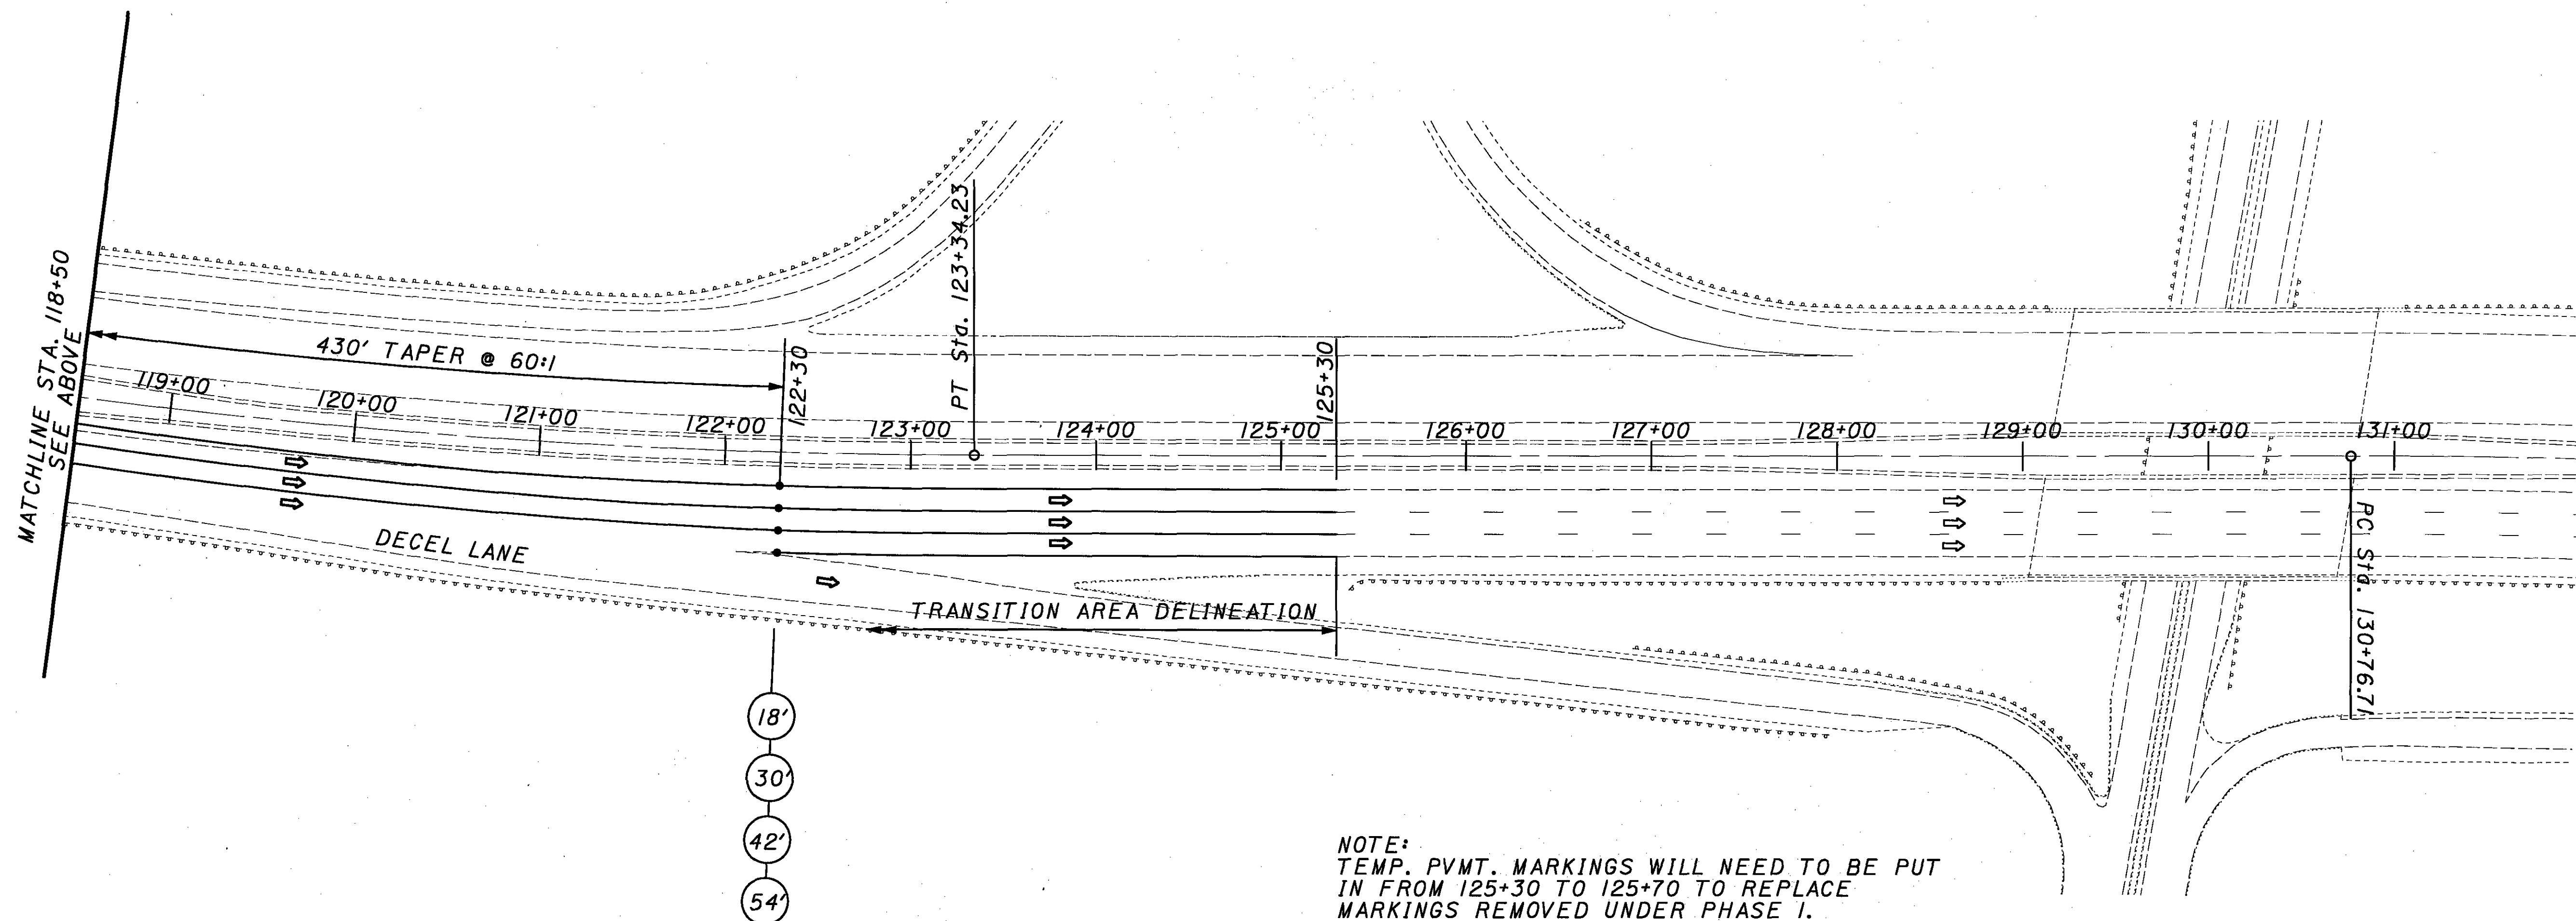 MATCHLINE STA. 118+50
SEE ABOVE
430' TAPER @ 60:1
119+00
120+00
121+00
122+00
122+30
123+00
PT Sta. 123+34.23
124+00
125+00
125+30
126+00
127+00
128+00
129+00
130+00
131+00
PC Sta. 130+76.71
DECEL LANE
TRANSITION AREA DELINEATION
18'
30'
42'
54'
NOTE:
TEMP. PVMT. MARKINGS WILL NEED TO BE PUT
IN FROM 125+30 TO 125+70 TO REPLACE
MARKINGS REMOVED UNDER PHASE 1.